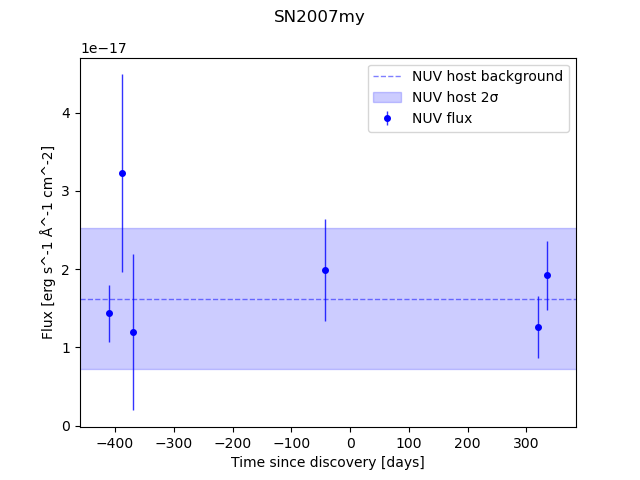 SN2007my
1e−17
NUV host background
NUV host 2σ
NUV flux
Flux [erg s^-1 Å^-1 cm^-2]
4
3
2
1
0
−400 −300 −200 −100 0 100 200 300
Time since discovery [days]